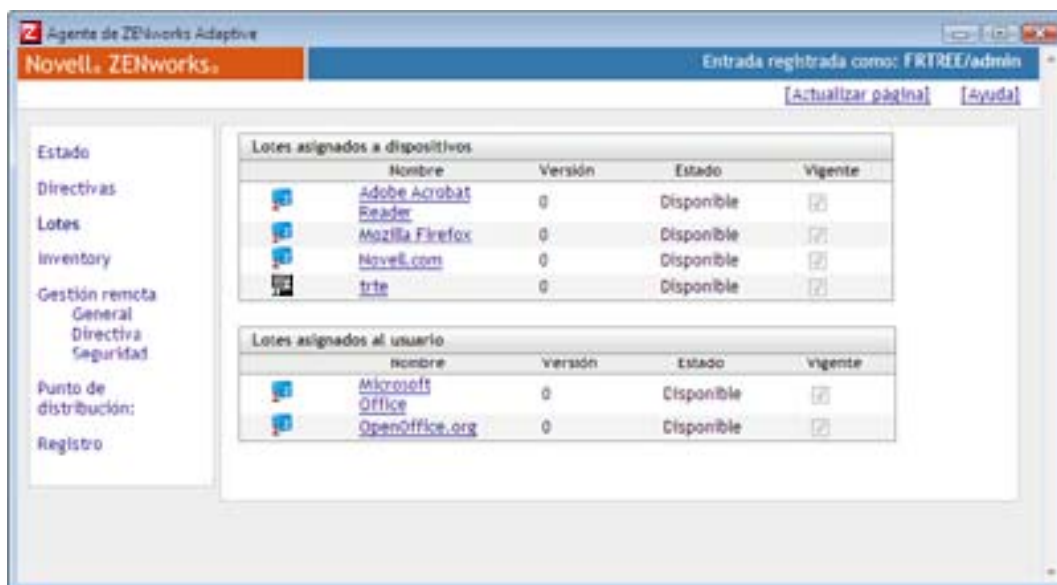 Agente de ZENworks Adaptive
Novell® ZENworks®
Entrada registrada como: FRTREE/admin
[Actualizar página] [Ayuda]
Estado
Directivas
Lotes
Inventory
Gestión remota
General
Directiva
Seguridad
Punto de
distribución:
Registro
Lotes asignados a dispositivos
Nombre Versión Estado Vigente
Adobe Acrobat
Reader 0 Disponible
Mozilla Firefox 0 Disponible
Novell.com 0 Disponible
trte 0 Disponible
Lotes asignados al usuario
Nombre Versión Estado Vigente
Microsoft
Office 0 Disponible
OpenOffice.org 0 Disponible